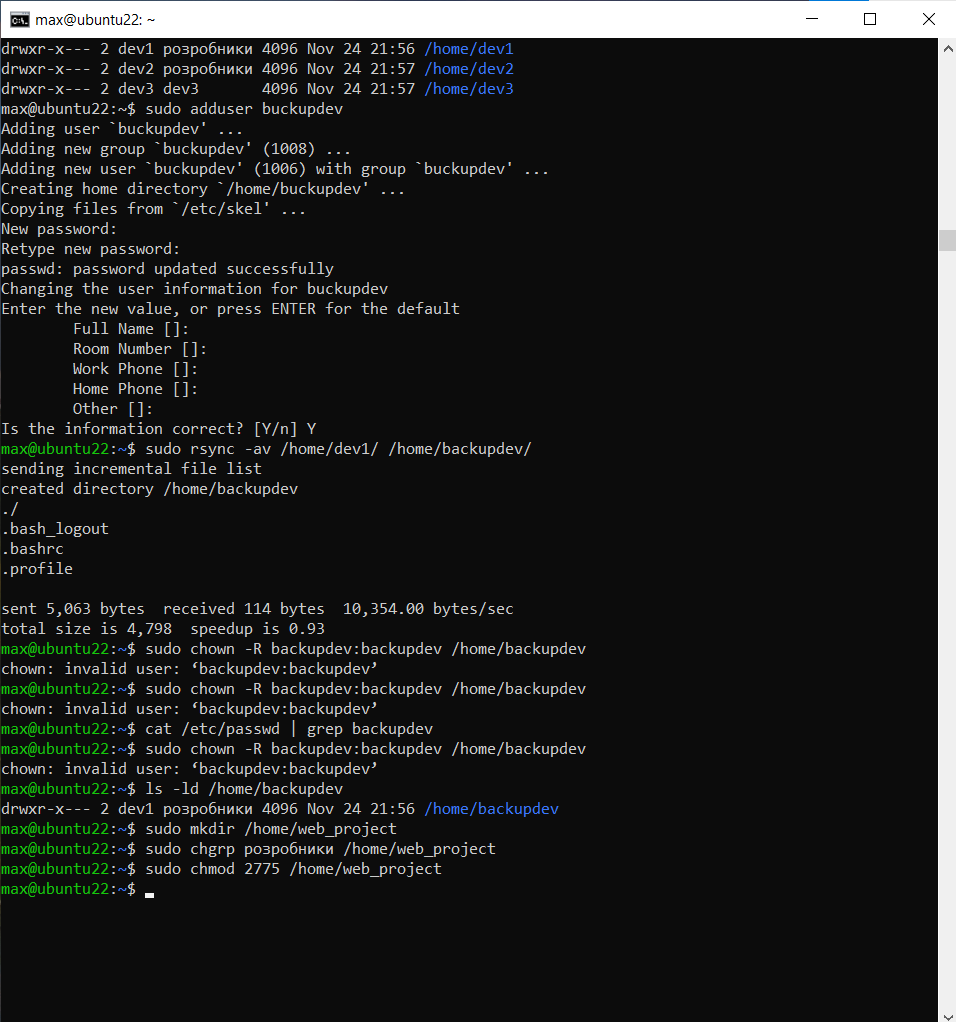 max@ubuntu22: ~
drwxr-x--- 2 dev1 розробники 4096 Nov 24 21:56 /home/dev1
drwxr-x--- 2 dev2 розробники 4096 Nov 24 21:57 /home/dev2
drwxr-x--- 2 dev3 dev3       4096 Nov 24 21:57 /home/dev3
max@ubuntu22:~$ sudo adduser buckupdev
Adding user `buckupdev' ...
Adding new group `buckupdev' (1008) ...
Adding new user `buckupdev' (1006) with group `buckupdev' ...
Creating home directory `/home/buckupdev' ...
Copying files from `/etc/skel' ...
New password:
Retype new password:
passwd: password updated successfully
Changing the user information for buckupdev
Enter the new value, or press ENTER for the default
        Full Name []:
        Room Number []:
        Work Phone []:
        Home Phone []:
        Other []:
Is the information correct? [Y/n] Y
max@ubuntu22:~$ sudo rsync -av /home/dev1/ /home/backupdev/
sending incremental file list
created directory /home/backupdev
./
.bash_logout
.bashrc
.profile

sent 5,063 bytes  received 114 bytes  10,354.00 bytes/sec
total size is 4,798  speedup is 0.93
max@ubuntu22:~$ sudo chown -R backupdev:backupdev /home/backupdev
chown: invalid user: ‘backupdev:backupdev’
max@ubuntu22:~$ sudo chown -R backupdev:backupdev /home/backupdev
chown: invalid user: ‘backupdev:backupdev’
max@ubuntu22:~$ cat /etc/passwd | grep backupdev
max@ubuntu22:~$ sudo chown -R backupdev:backupdev /home/backupdev
chown: invalid user: ‘backupdev:backupdev’
max@ubuntu22:~$ ls -ld /home/backupdev
drwxr-x--- 2 dev1 розробники 4096 Nov 24 21:56 /home/backupdev
max@ubuntu22:~$ sudo mkdir /home/web_project
max@ubuntu22:~$ sudo chgrp розробники /home/web_project
max@ubuntu22:~$ sudo chmod 2775 /home/web_project
max@ubuntu22:~$